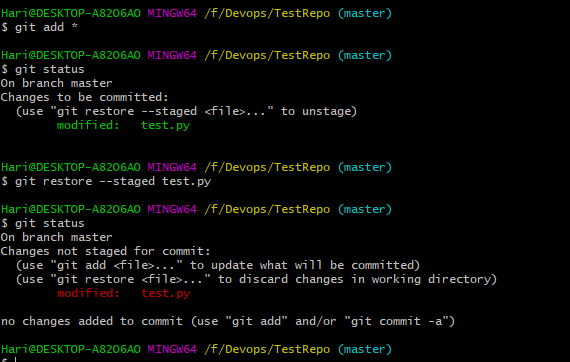 Hari@DESKTOP-A82O6AO MINGW64 /f/Devops/TestRepo (master)
$ git add *
Hari@DESKTOP-A82O6AO MINGW64 /f/Devops/TestRepo (master)
$ git status
On branch master
Changes to be committed:
  (use "git restore --staged <file>..." to unstage)
        modified:   test.py
Hari@DESKTOP-A82O6AO MINGW64 /f/Devops/TestRepo (master)
$ git restore --staged test.py
Hari@DESKTOP-A82O6AO MINGW64 /f/Devops/TestRepo (master)
$ git status
On branch master
Changes not staged for commit:
  (use "git add <file>..." to update what will be committed)
  (use "git restore <file>..." to discard changes in working directory)
        modified:   test.py
no changes added to commit (use "git add" and/or "git commit -a")
Hari@DESKTOP-A82O6AO MINGW64 /f/Devops/TestRepo (master)
$